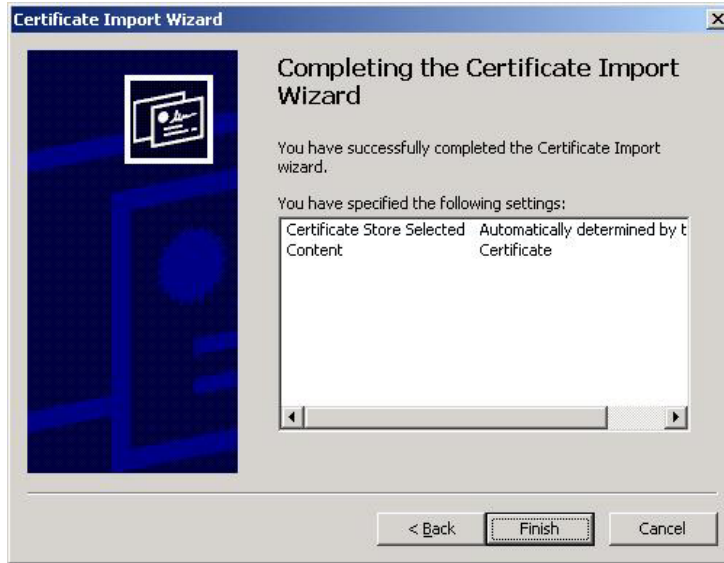 Certificate Import Wizard
Completing the Certificate Import
Wizard
You have successfully completed the Certificate Import
wizard.
You have specified the following settings:
Certificate Store Selected Automatically determined by t
Content Certificate
< Back Finish Cancel